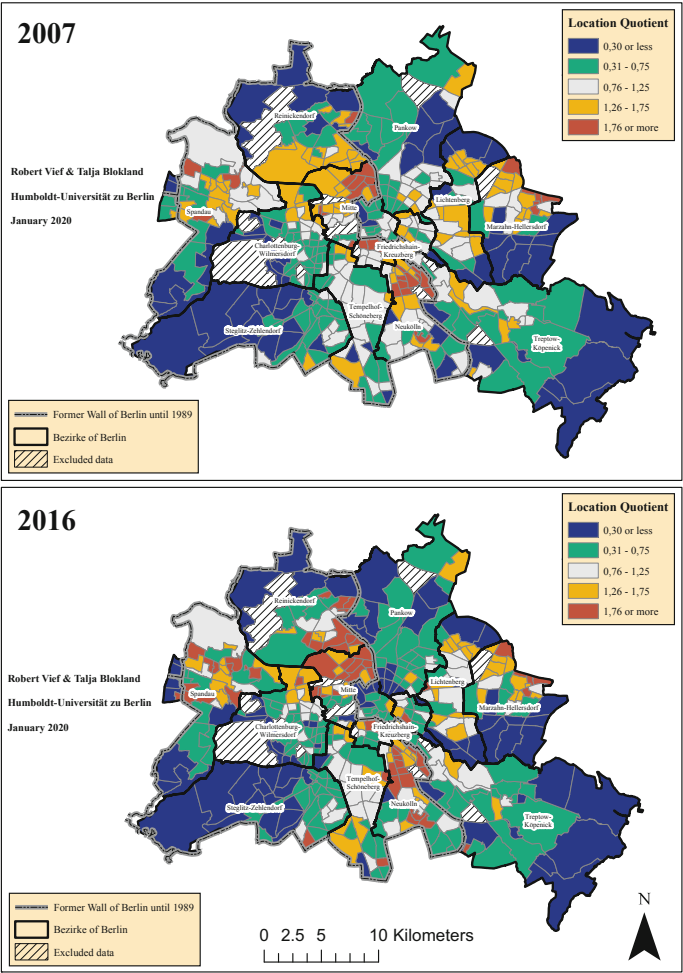 2007
Location Quotient
0,30 or less
0,31 - 0,75
0,76 - 1,25
1,26 - 1,75
1,76 or more
Reinickendorf
Pankow
Robert Vief & Talja Blokland
Humboldt-Universität zu Berlin
January 2020
Spandau
Mitte
Lichtenberg
Marzahn-Hellersdorf
Charlottenburg-
Wilmersdorf
Friedrichshain-
Kreuzberg
Tempelhof-
Schöneberg
Steglitz-Zehlendorf
Neukölln
Treptow-
Köpenick
Former Wall of Berlin until 1989
Bezirke of Berlin
Excluded data
2016
Location Quotient
0,30 or less
0,31 - 0,75
0,76 - 1,25
1,26 - 1,75
1,76 or more
Reinickendorf
Pankow
Robert Vief & Talja Blokland
Humboldt-Universität zu Berlin
January 2020
Spandau
Mitte
Lichtenberg
Marzahn-Hellersdorf
Charlottenburg-
Wilmersdorf
Friedrichshain-
Kreuzberg
Tempelhof-
Schöneberg
Steglitz-Zehlendorf
Neukölln
Treptow-
Köpenick
Former Wall of Berlin until 1989
Bezirke of Berlin
Excluded data
0 2.5 5 10 Kilometers
N